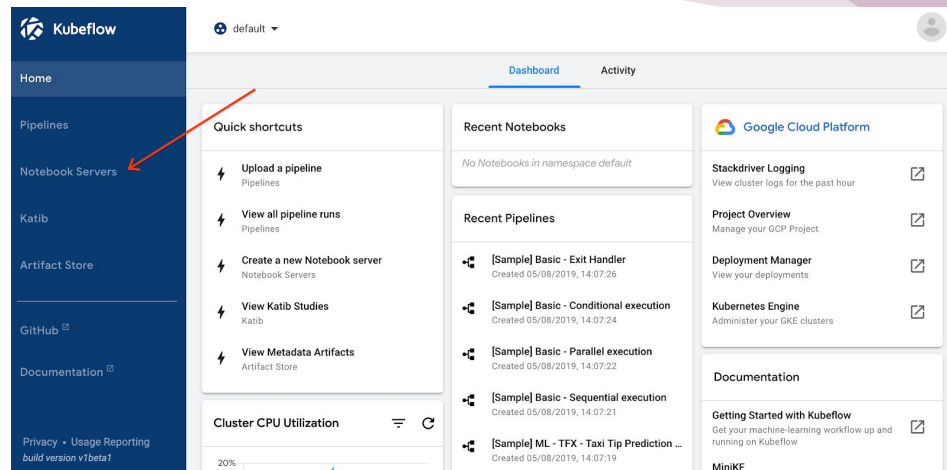 Kubeflow
default
Home
Pipelines
Notebook Servers
Katib
Artifact Store
GitHub
Documentation
Privacy • Usage Reporting
build version v1beta1
Dashboard
Activity
Quick shortcuts
Upload a pipeline
Pipelines
View all pipeline runs
Pipelines
Create a new Notebook server
Notebook Servers
View Katib Studies
Katib
View Metadata Artifacts
Artifact Store
Cluster CPU Utilization
20%
Recent Notebooks
No Notebooks in namespace default
Recent Pipelines
[Sample] Basic - Exit Handler
Created 05/08/2019, 14:07:26
[Sample] Basic - Conditional execution
Created 05/08/2019, 14:07:24
[Sample] Basic - Parallel execution
Created 05/08/2019, 14:07:22
[Sample] Basic - Sequential execution
Created 05/08/2019, 14:07:21
[Sample] ML - TFX - Taxi Tip Prediction ...
Created 05/08/2019, 14:07:19
Google Cloud Platform
Stackdriver Logging
View cluster logs for the past hour
Project Overview
Manage your GCP Project
Deployment Manager
View your deployments
Kubernetes Engine
Administer your GKE clusters
Documentation
Getting Started with Kubeflow
Get your machine-learning workflow up and
running on Kubeflow
MiniKF